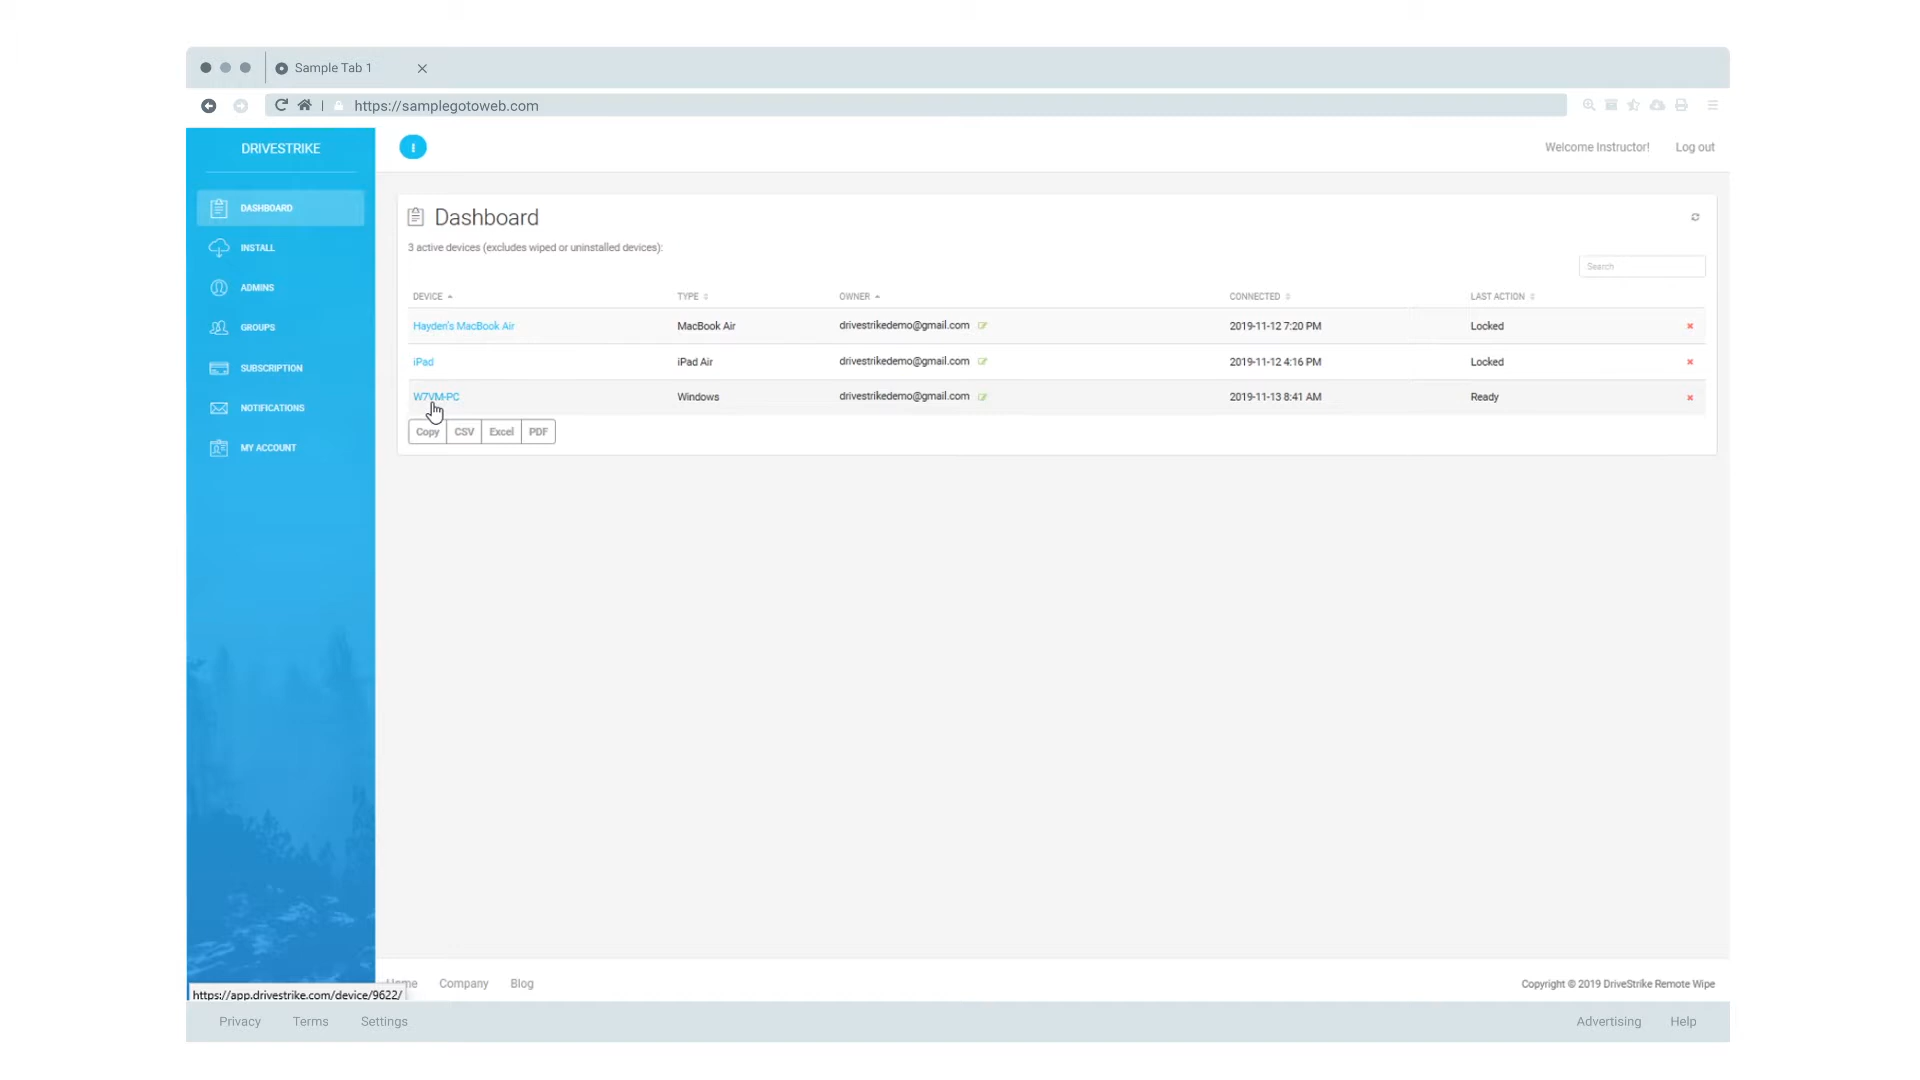 Sample Tab 1
https://samplegotoweb.com
DRIVESTRIKE
i
Welcome Instructor!
Log out
DASHBOARD
INSTALL
ADMINS
GROUPS
SUBSCRIPTION
NOTIFICATIONS
MY ACCOUNT
Dashboard
3 active devices (excludes wiped or uninstalled devices):
Search
DEVICE TYPE OWNER CONNECTED LAST ACTION
Hayden's MacBook Air MacBook Air drivestrikedemo@gmail.com 2019-11-12 7:20 PM Locked
iPad iPad Air drivestrikedemo@gmail.com 2019-11-12 4:16 PM Locked
W7VM-PC Windows drivestrikedemo@gmail.com 2019-11-13 8:41 AM Ready
Copy CSV Excel PDF
Home Company Blog
Copyright © 2019 DriveStrike Remote Wipe
https://app.drivestrike.com/device/9622/
Privacy Terms Settings
Advertising Help